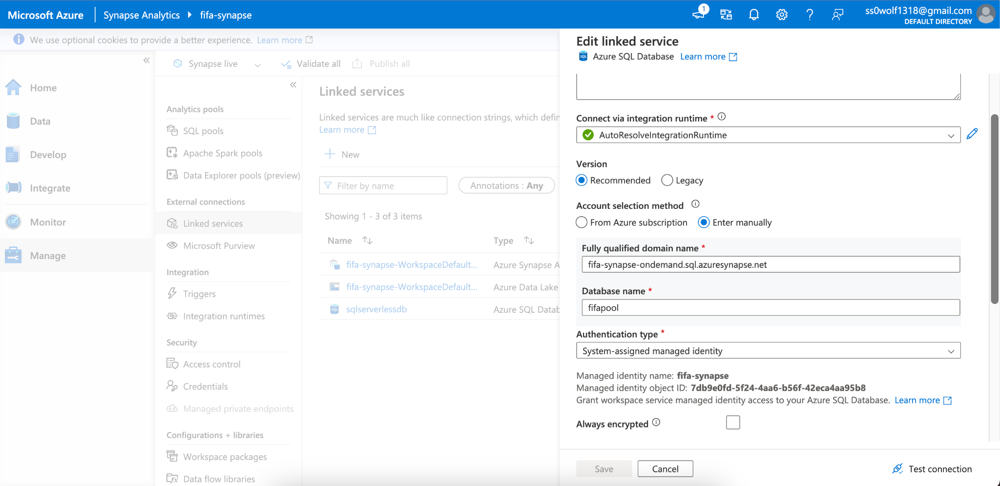 Microsoft Azure
Synapse Analytics
fifa-synapse
1
ss0wolf1318@gmail.com
DEFAULT DIRECTORY
We use optional cookies to provide a better experience. Learn more
Home
Data
Develop
Integrate
Monitor
Manage
Synapse live
Validate all
Publish all
Analytics pools
SQL pools
Apache Spark pools
Data Explorer pools (preview)
External connections
Linked services
Microsoft Purview
Integration
Triggers
Integration runtimes
Security
Access control
Credentials
Managed private endpoints
Configurations + libraries
Workspace packages
Data flow libraries
Linked services
Linked services are much like connection strings, which defin
Learn more
New
Filter by name
Annotations : Any
Showing 1 - 3 of 3 items
Name Type
fifa-synapse-WorkspaceDefault... Azure Synapse A
fifa-synapse-WorkspaceDefault... Azure Data Lake
SQL sqlserverlessdb Azure SQL Datab
Edit linked service
SQL Azure SQL Database Learn more
Connect via integration runtime *
AutoResolveIntegrationRuntime
Version
Recommended Legacy
Account selection method
From Azure subscription Enter manually
Fully qualified domain name *
fifa-synapse-ondemand.sql.azuresynapse.net
Database name *
fifapool
Authentication type *
System-assigned managed identity
Managed identity name: fifa-synapse
Managed identity object ID: 7db9e0fd-5f24-4aa6-b56f-42eca4aa95b8
Grant workspace service managed identity access to your Azure SQL Database. Learn more
Always encrypted
Save
Cancel
Test connection